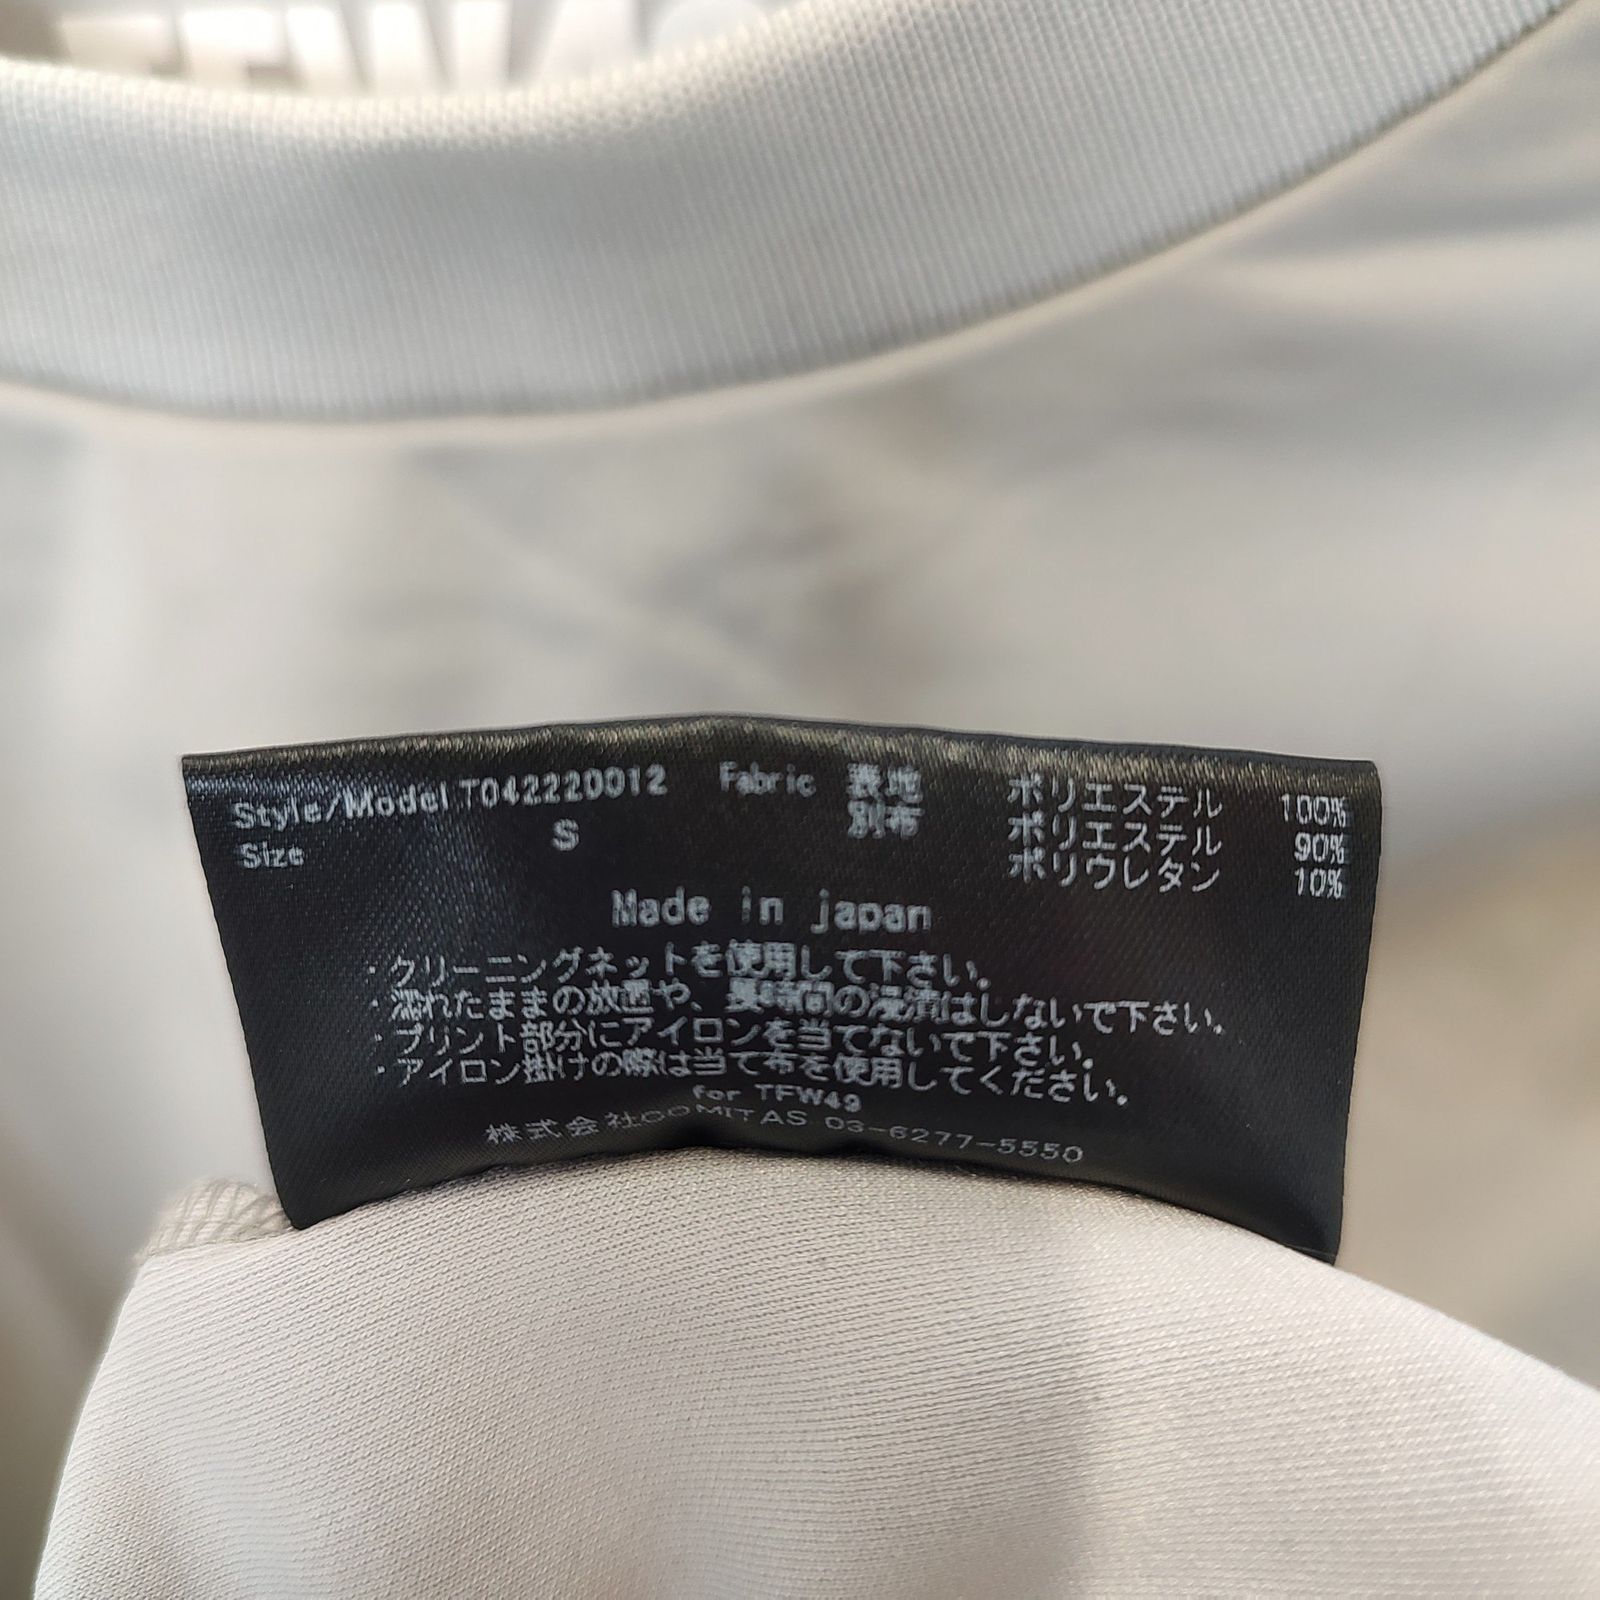 Style/Model T042220012 Fabric 表地 ポリエステル 100%
Size S 別布 ポリエステル 90%
ポリウレタン 10%
Made in japan
・クリーニングネットを使用して下さい。
・濡れたままの放置や、長時間の浸漬はしないで下さい。
・プリント部分にアイロンを当てないで下さい。
・アイロン掛けの際は当て布を使用してください。
for TFW49
株式会社COMITAS 03-6277-5550